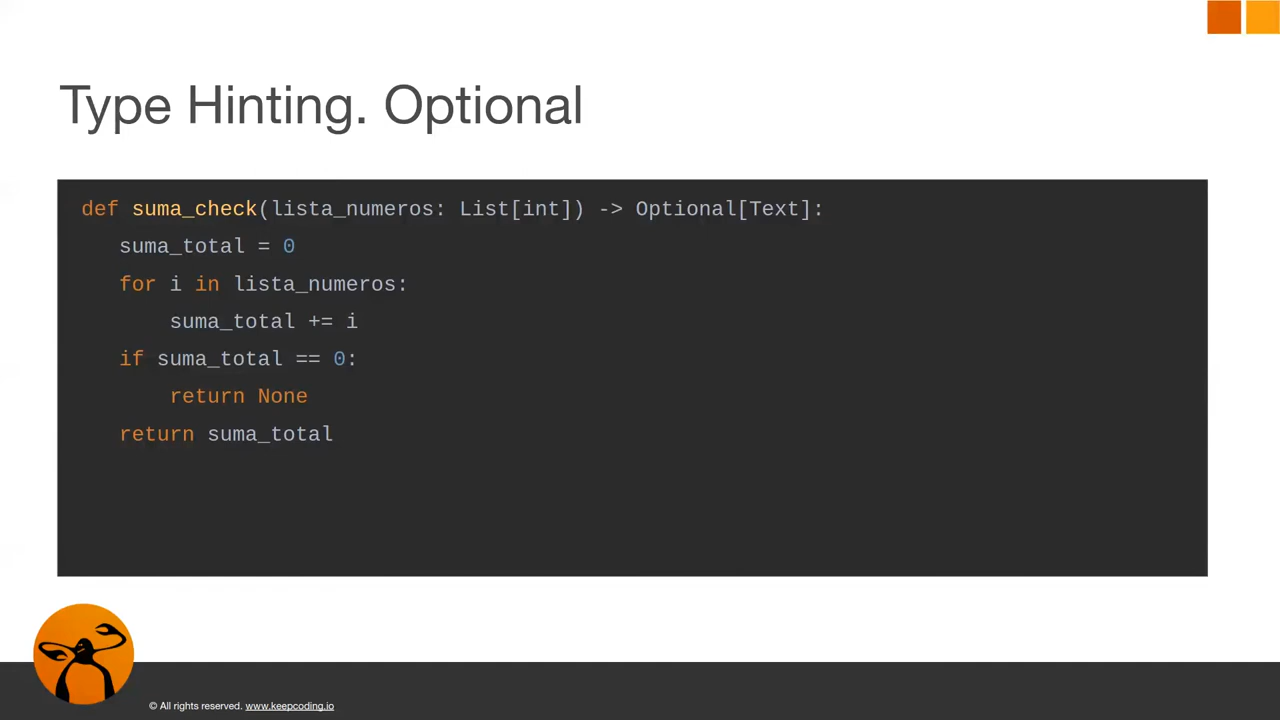 Type Hinting. Optional
def suma_check(lista_numeros: List[int]) -> Optional[Text]:
suma_total = 0
for i in lista_numeros:
suma_total += i
if suma_total == 0:
return None
return suma_total
© All rights reserved. www.keepcoding.io